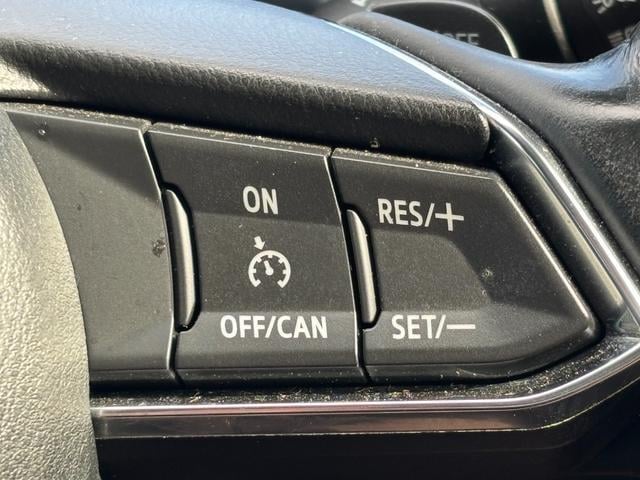 ON
RES/+
OFF/CAN
SET/—